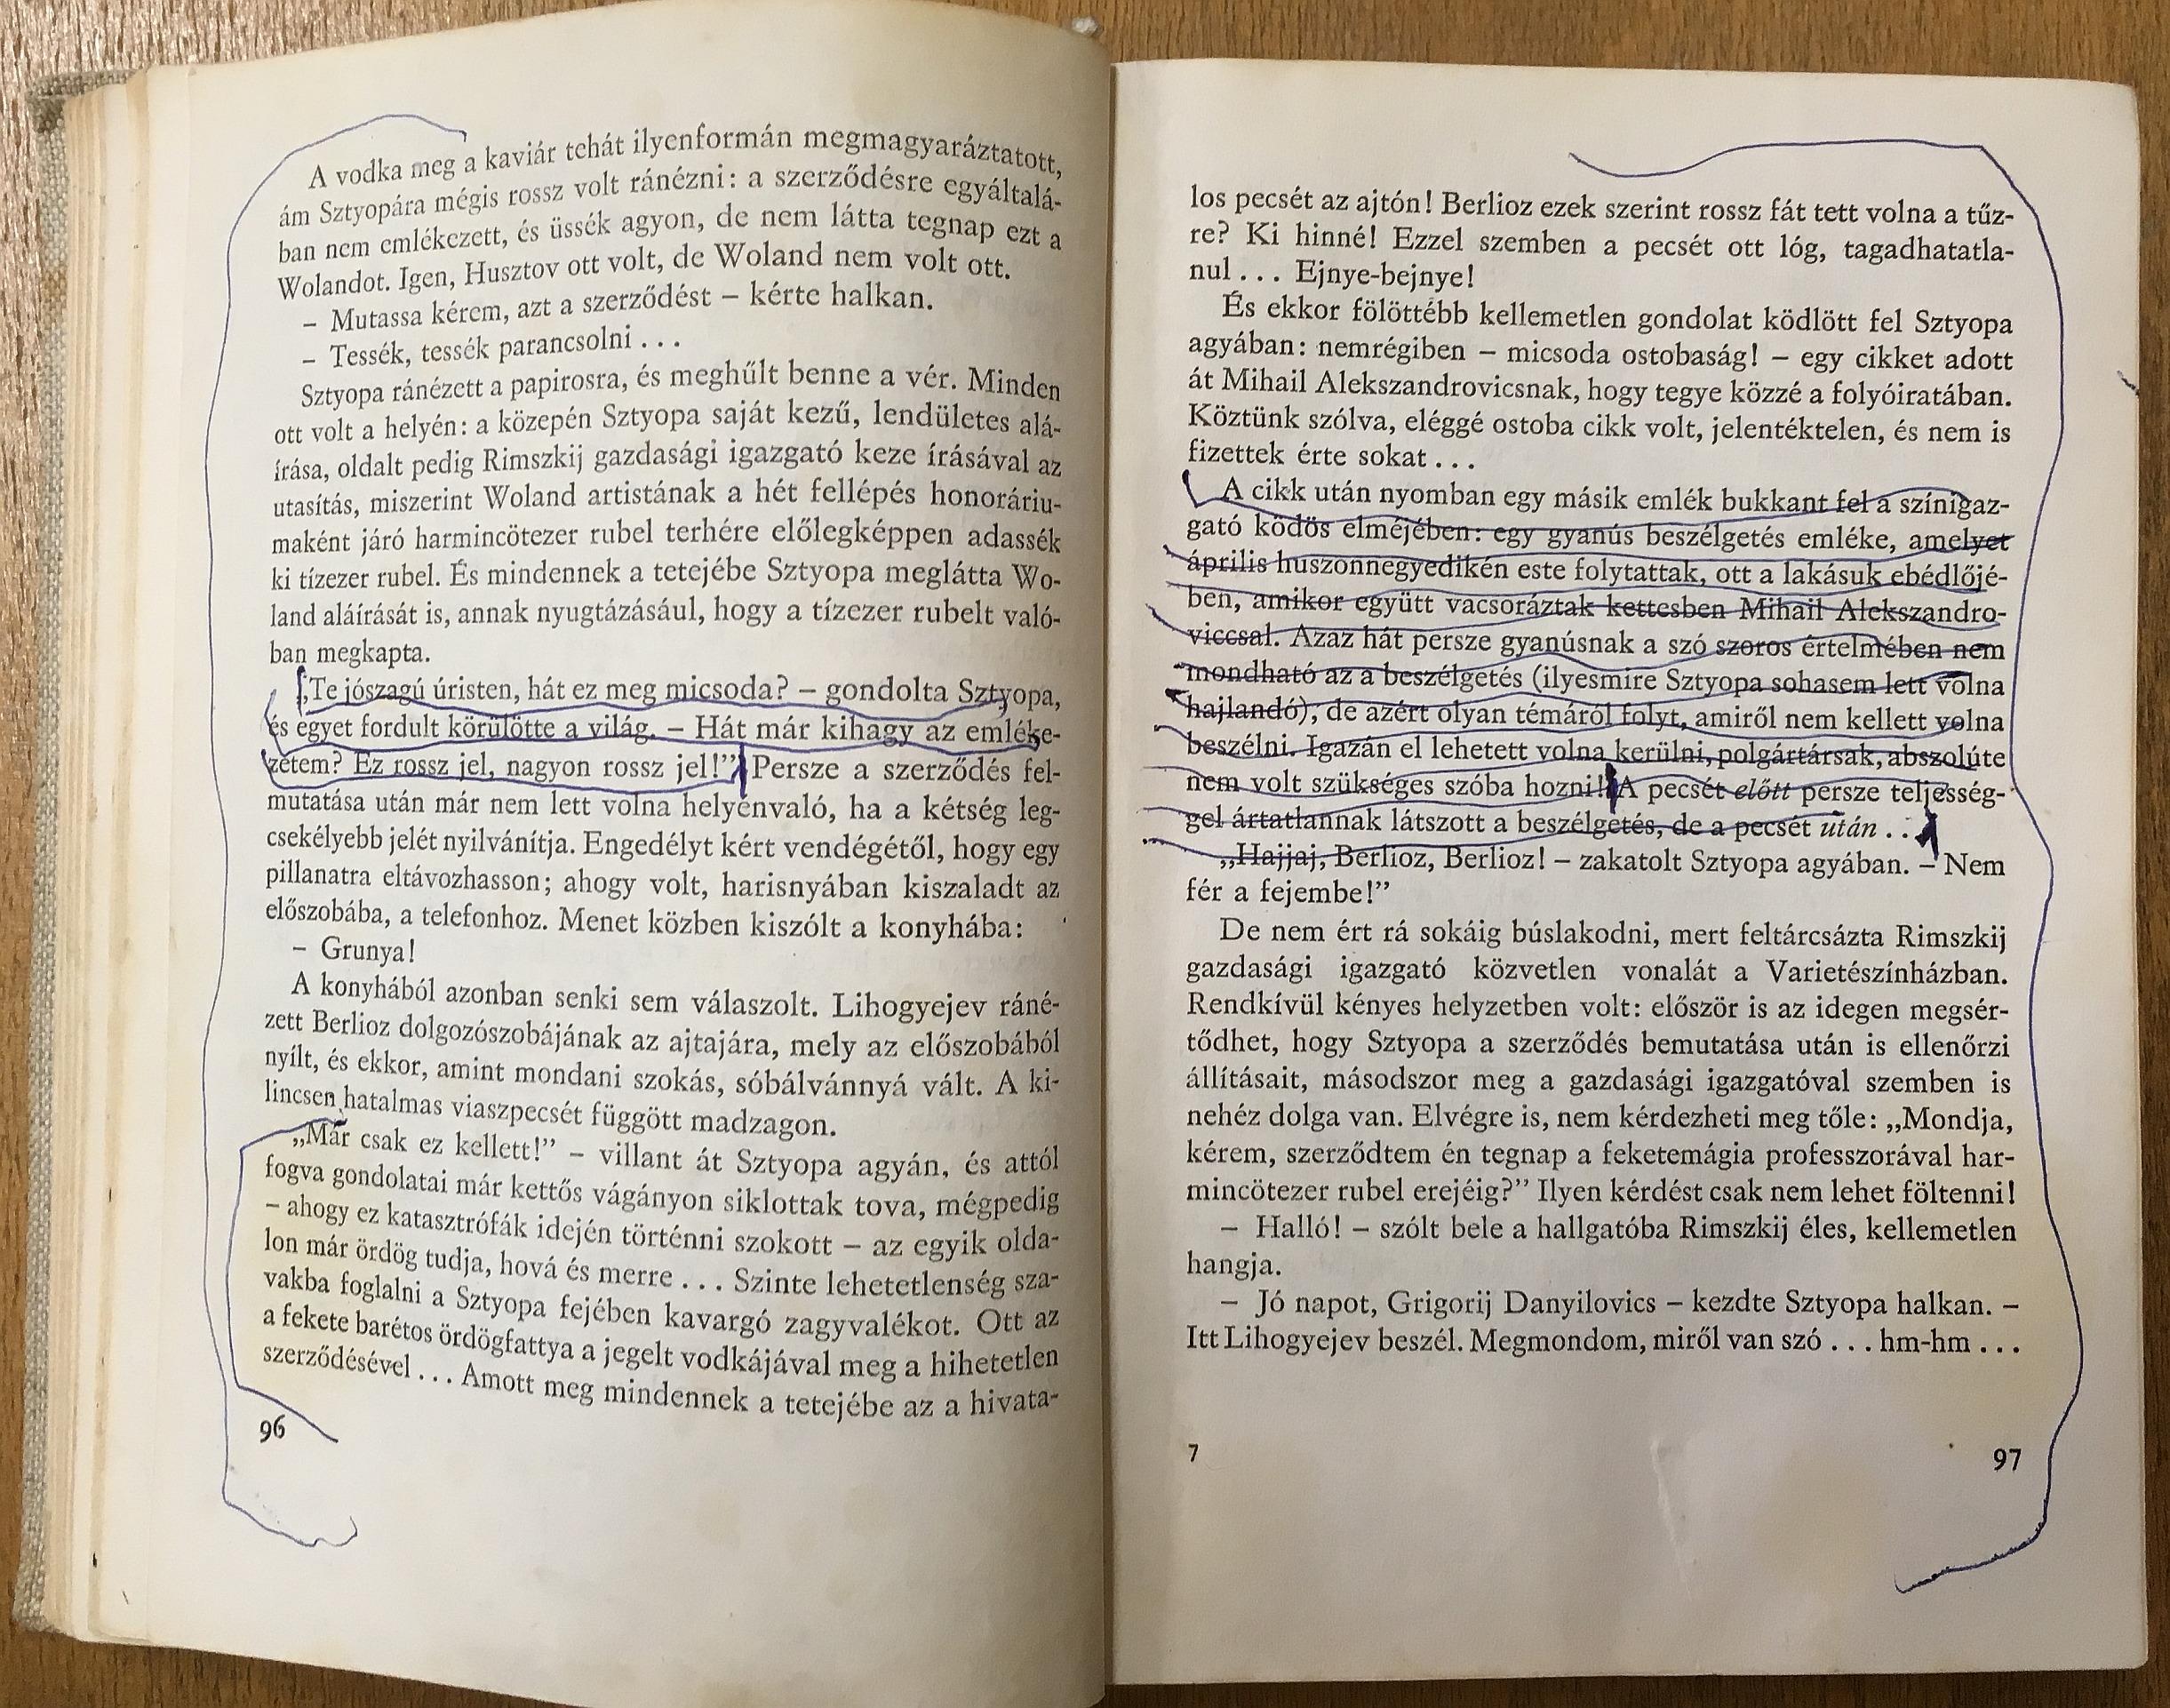 A vodka meg a kaviár tehát ilyenformán megmagyaráztatott,
ám Sztyopára mégis rossz volt ránézni: a szerződésre egyáltalá-
ban nem emlékezett, és üssék agyon, de nem látta tegnap ezt a
Wolandot. Igen, Husztov ott volt, de Woland nem volt ott.
– Mutassa kérem, azt a szerződést – kérte halkan.
– Tessék, tessék parancsolni . . .
Sztyopa ránézett a papirosra, és meghűlt benne a vér. Minden
ott volt a helyén: a közepén Sztyopa saját kezű, lendületes alá-
írása, oldalt pedig Rimszkij gazdasági igazgató keze írásával az
utasítás, miszerint Woland artistának a hét fellépés honoráriu-
maként járó harmincötezer rubel terhére előlegképpen adassék
ki tízezer rubel. És mindennek a tetejébe Sztyopa meglátta Wo-
land aláírását is, annak nyugtázásául, hogy a tízezer rubelt való-
ban megkapta.
„Te jószagú úristen, hát ez meg micsoda? – gondolta Sztyopa,
és egyet fordult körülötte a világ. – Hát már kihagy az emléke-
zetem? Ez rossz jel, nagyon rossz jel!” Persze a szerződés fel-
mutatása után már nem lett volna helyénvaló, ha a kétség leg-
csekélyebb jelét nyilvánítja. Engedélyt kért vendégétől, hogy egy
pillanatra eltávozhasson; ahogy volt, harisnyában kiszaladt az
előszobába, a telefonhoz. Menet közben kiszólt a konyhába:
– Grunya!
A konyhából azonban senki sem válaszolt. Lihogyejev ráné-
zett Berlioz dolgozószobájának az ajtajára, mely az előszobából
nyílt, és ekkor, amint mondani szokás, sóbálvánnyá vált. A ki-
lincsen hatalmas viaszpecsét függött madzagon.
„Már csak ez kellett!” – villant át Sztyopa agyán, és attól
fogva gondolatai már kettős vágányon siklottak tova, mégpedig
– ahogy ez katasztrófák idején történni szokott – az egyik olda-
lon már ördög tudja, hová és merre . . . Szinte lehetetlenség sza-
vakba foglalni a Sztyopa fejében kavargó zagyvalékot. Ott az
a fekete barétos ördögfattya a jegelt vodkájával meg a hihetetlen
szerződésével . . . Amott meg mindennek a tetejébe az a hivata-
96
los pecsét az ajtón! Berlioz ezek szerint rossz fát tett volna a tűz-
re? Ki hinné! Ezzel szemben a pecsét ott lóg, tagadhatatla-
nul . . . Ejnye-bejnye!
És ekkor fölöttébb kellemetlen gondolat ködlött fel Sztyopa
agyában: nemrégiben – micsoda ostobaság! – egy cikket adott
át Mihail Alekszandrovicsnak, hogy tegye közzé a folyóiratában.
Köztünk szólva, eléggé ostoba cikk volt, jelentéktelen, és nem is
fizettek érte sokat . . .
A cikk után nyomban egy másik emlék bukkant fel a színigaz-
gató ködös elméjében: egy gyanús beszélgetés emléke, amelyet
április huszonnegyedikén este folytattak, ott a lakásuk ebédlőjé-
ben, amikor együtt vacsoráztak kettesben Mihail Alekszandro-
viccsal. Azaz hát persze gyanúsnak a szó szoros értelmében nem
mondható az a beszélgetés (ilyesmire Sztyopa sohasem lett volna
hajlandó), de azért olyan témáról folyt, amiről nem kellett volna
beszélni. Igazán el lehetett volna kerülni, polgártársak, abszolúte
nem volt szükséges szóba hozni! A pecsét előtt persze teljesség-
gel ártatlannak látszott a beszélgetés, de a pecsét után . . .
„Hajjaj, Berlioz, Berlioz! – zakatolt Sztyopa agyában. – Nem
fér a fejembe!”
De nem ért rá sokáig búslakodni, mert feltárcsázta Rimszkij
gazdasági igazgató közvetlen vonalát a Varietészínházban.
Rendkívül kényes helyzetben volt: először is az idegen megsér-
tődhet, hogy Sztyopa a szerződés bemutatása után is ellenőrzi
állításait, másodszor meg a gazdasági igazgatóval szemben is
nehéz dolga van. Elvégre is, nem kérdezheti meg tőle: „Mondja,
kérem, szerződtem én tegnap a feketemágia professzorával har-
mincötezer rubel erejéig?” Ilyen kérdést csak nem lehet föltenni!
– Halló! – szólt bele a hallgatóba Rimszkij éles, kellemetlen
hangja.
– Jó napot, Grigorij Danyilovics – kezdte Sztyopa halkan. –
Itt Lihogyejev beszél. Megmondom, miről van szó . . . hm-hm . . .
7
97